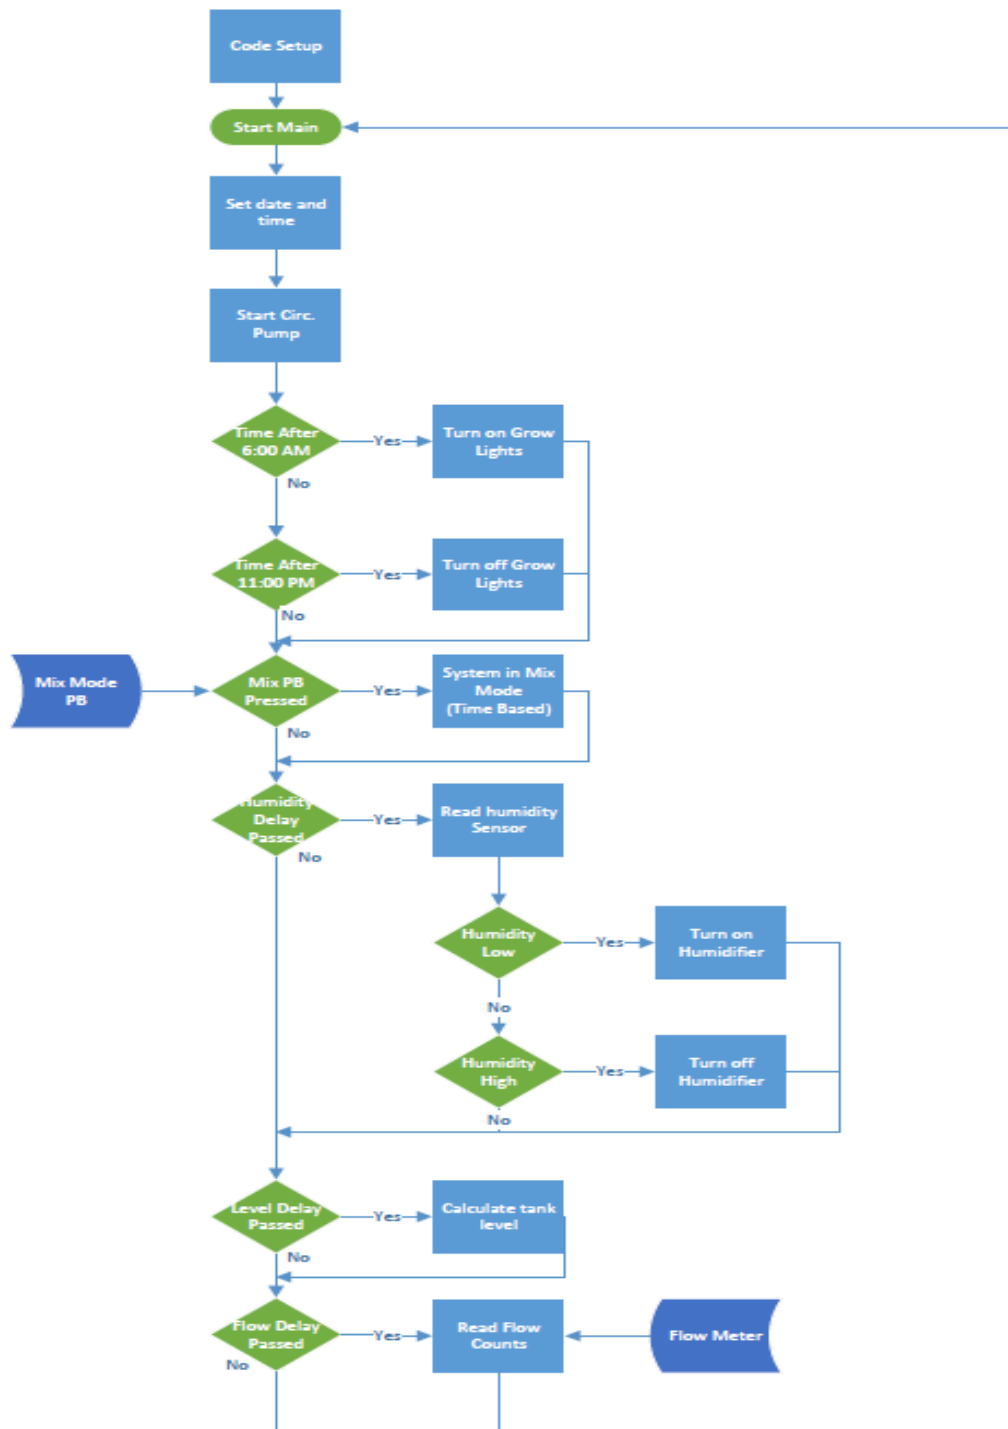 Code Setup
Start Main
Set date and
time
Start Circ.
Pump
Time After
6:00 AM
Yes
Turn on Grow
Lights
No
Time After
11:00 PM
Yes
Turn off Grow
Lights
No
Mix Mode
PB
Mix PB
Pressed
Yes
System in Mix
Mode
(Time Based)
No
Humidity
Delay
Passed
Yes
Read humidity
Sensor
No
Humidity
Low
Yes
Turn on
Humidifier
No
Humidity
High
Yes
Turn off
Humidifier
No
Level Delay
Passed
Yes
Calculate tank
level
No
Flow Delay
Passed
Yes
Read Flow
Counts
Flow Meter
No